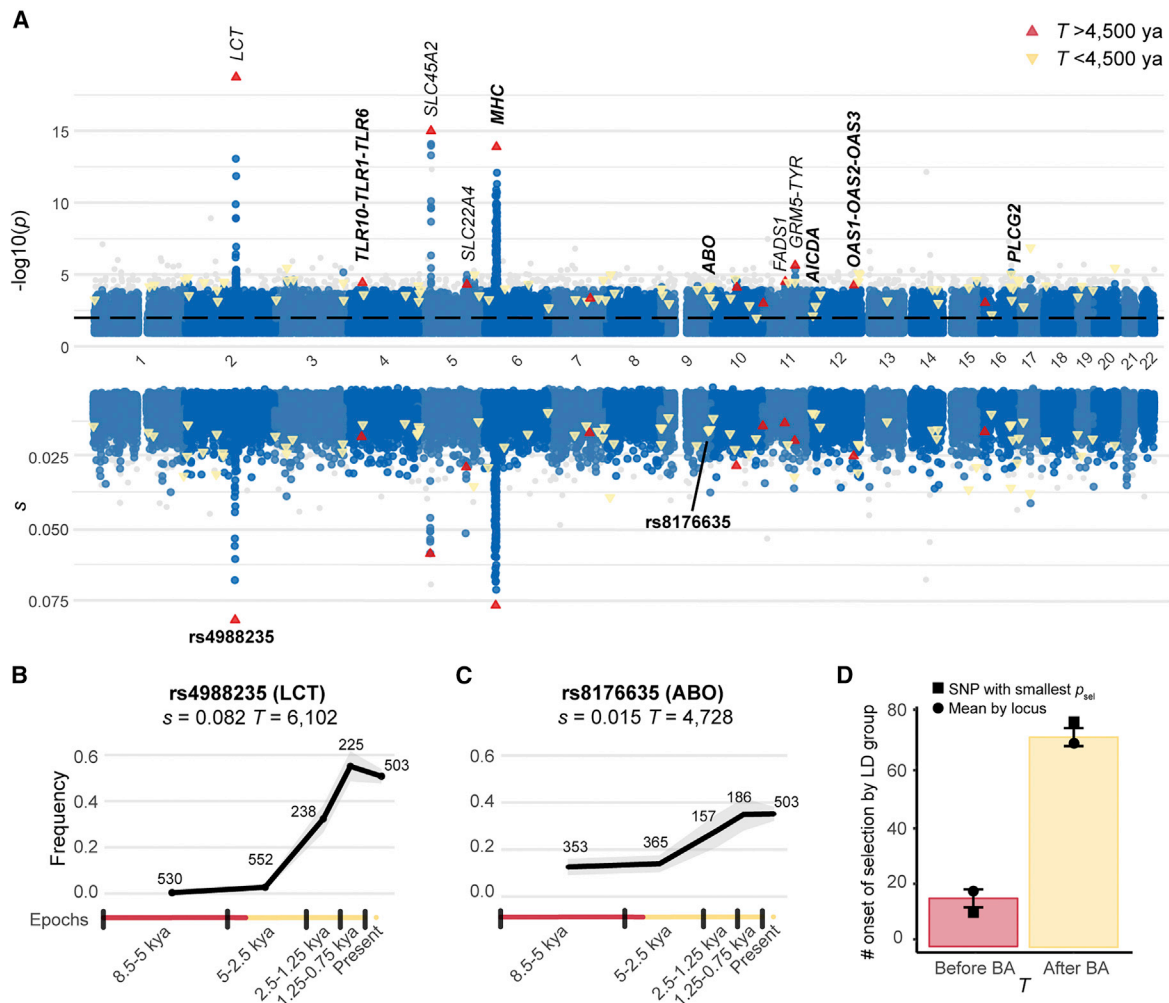 A
T >4,500 ya
T <4,500 ya
LCT
TLR10-TLR1-TLR6
SLC45A2
SLC22A4
MHC
ABO
FADS1
GRM5-TYR
AICDA
OAS1-OAS2-OAS3
PLCG2
-log10(p)
15
10
5
0
1 2 3 4 5 6 7 8 9 10 11 12 13 14 15 16 17 18 19 20 21 22
s
0.025
0.050
0.075
rs8176635
rs4988235
B
rs4988235 (LCT)
s = 0.082 T = 6,102
Frequency
0.6
0.4
0.2
0.0
530
552
238
225
503
Epochs
8.5-5 kya
5-2.5 kya
2.5-1.25 kya
1.25-0.75 kya
Present
C
rs8176635 (ABO)
s = 0.015 T = 4,728
0.6
0.4
0.2
0.0
353
365
157
186
503
8.5-5 kya
5-2.5 kya
2.5-1.25 kya
1.25-0.75 kya
Present
D
SNP with smallest psel
Mean by locus
# onset of selection by LD group
80
60
40
20
0
Before BA
After BA
T